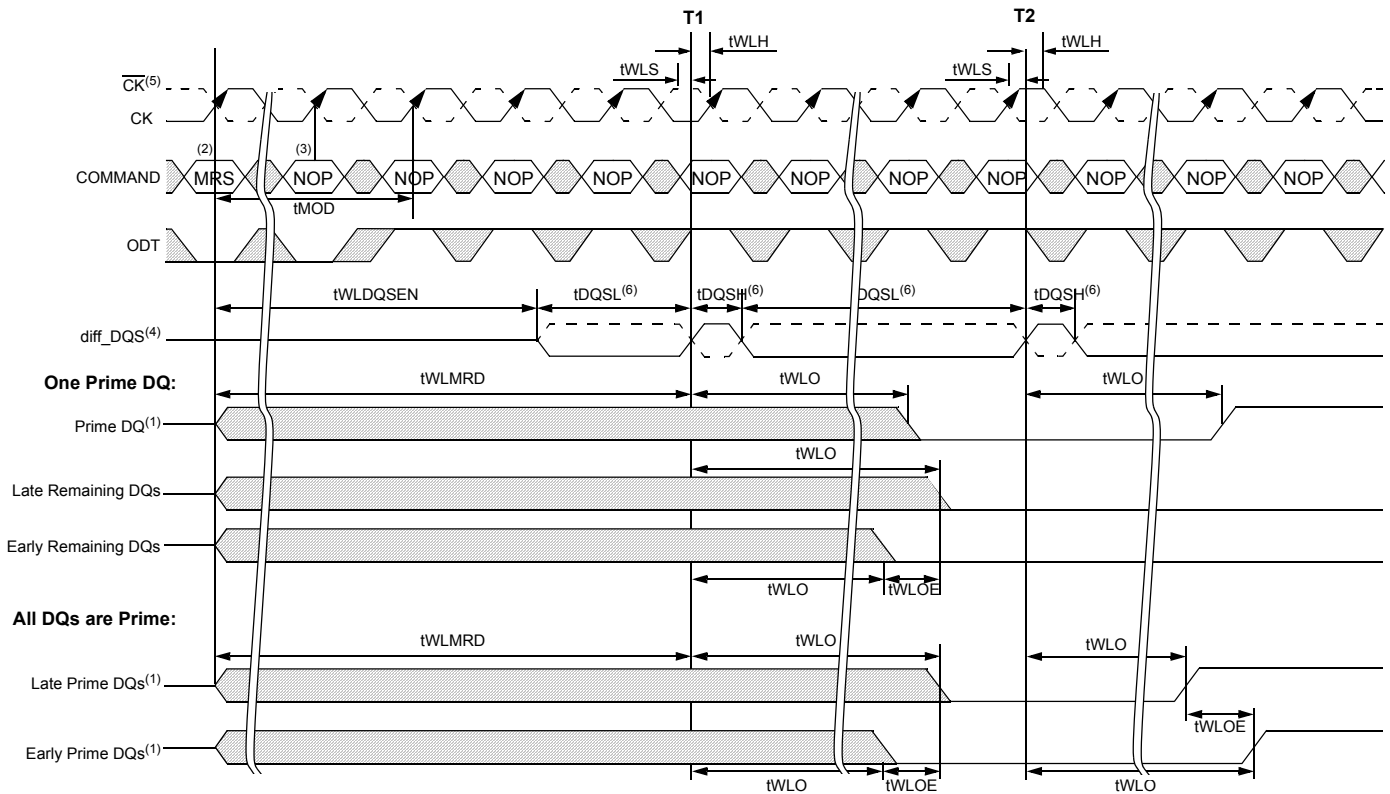 T1 T2
tWLH tWLH
tWLS tWLS
CK(5)
CK
(2) (3)
COMMAND MRS NOP NOP NOP NOP NOP NOP NOP NOP NOP NOP NOP
tMOD
ODT
tWLDQSEN tDQSL(6) tDQSH(6) DQSL(6) tDQSH(6)
diff_DQS(4)
One Prime DQ:
tWLMRD tWLO tWLO
Prime DQ(1)
tWLO
Late Remaining DQs
Early Remaining DQs
tWLO tWLOE
All DQs are Prime:
tWLMRD tWLO tWLO
Late Prime DQs(1)
tWLOE
Early Prime DQs(1)
tWLO tWLOE tWLO